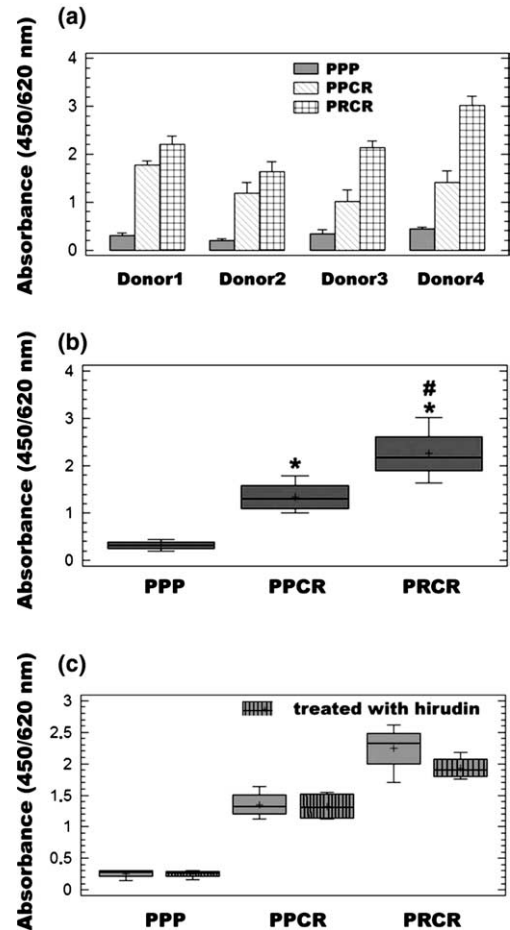 (a)
Absorbance (450/620 nm)
4
3
2
1
0
PPP
PPCR
PRCR
Donor1 Donor2 Donor3 Donor4
(b)
Absorbance (450/620 nm)
4
3
2
1
0
*
#
*
PPP PPCR PRCR
(c)
Absorbance (450/620 nm)
3
2.5
2
1.5
1
0.5
0
treated with hirudin
PPP PPCR PRCR